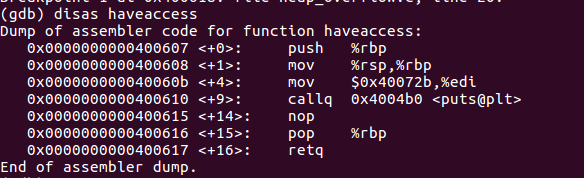 (gdb) disas haveaccess
Dump of assembler code for function haveaccess:
   0x0000000000400607 <+0>:     push   %rbp
   0x0000000000400608 <+1>:     mov    %rsp,%rbp
   0x000000000040060b <+4>:     mov    $0x40072b,%edi
   0x0000000000400610 <+9>:     callq  0x4004b0 <puts@plt>
   0x0000000000400615 <+14>:    nop
   0x0000000000400616 <+15>:    pop    %rbp
   0x0000000000400617 <+16>:    retq
End of assembler dump.